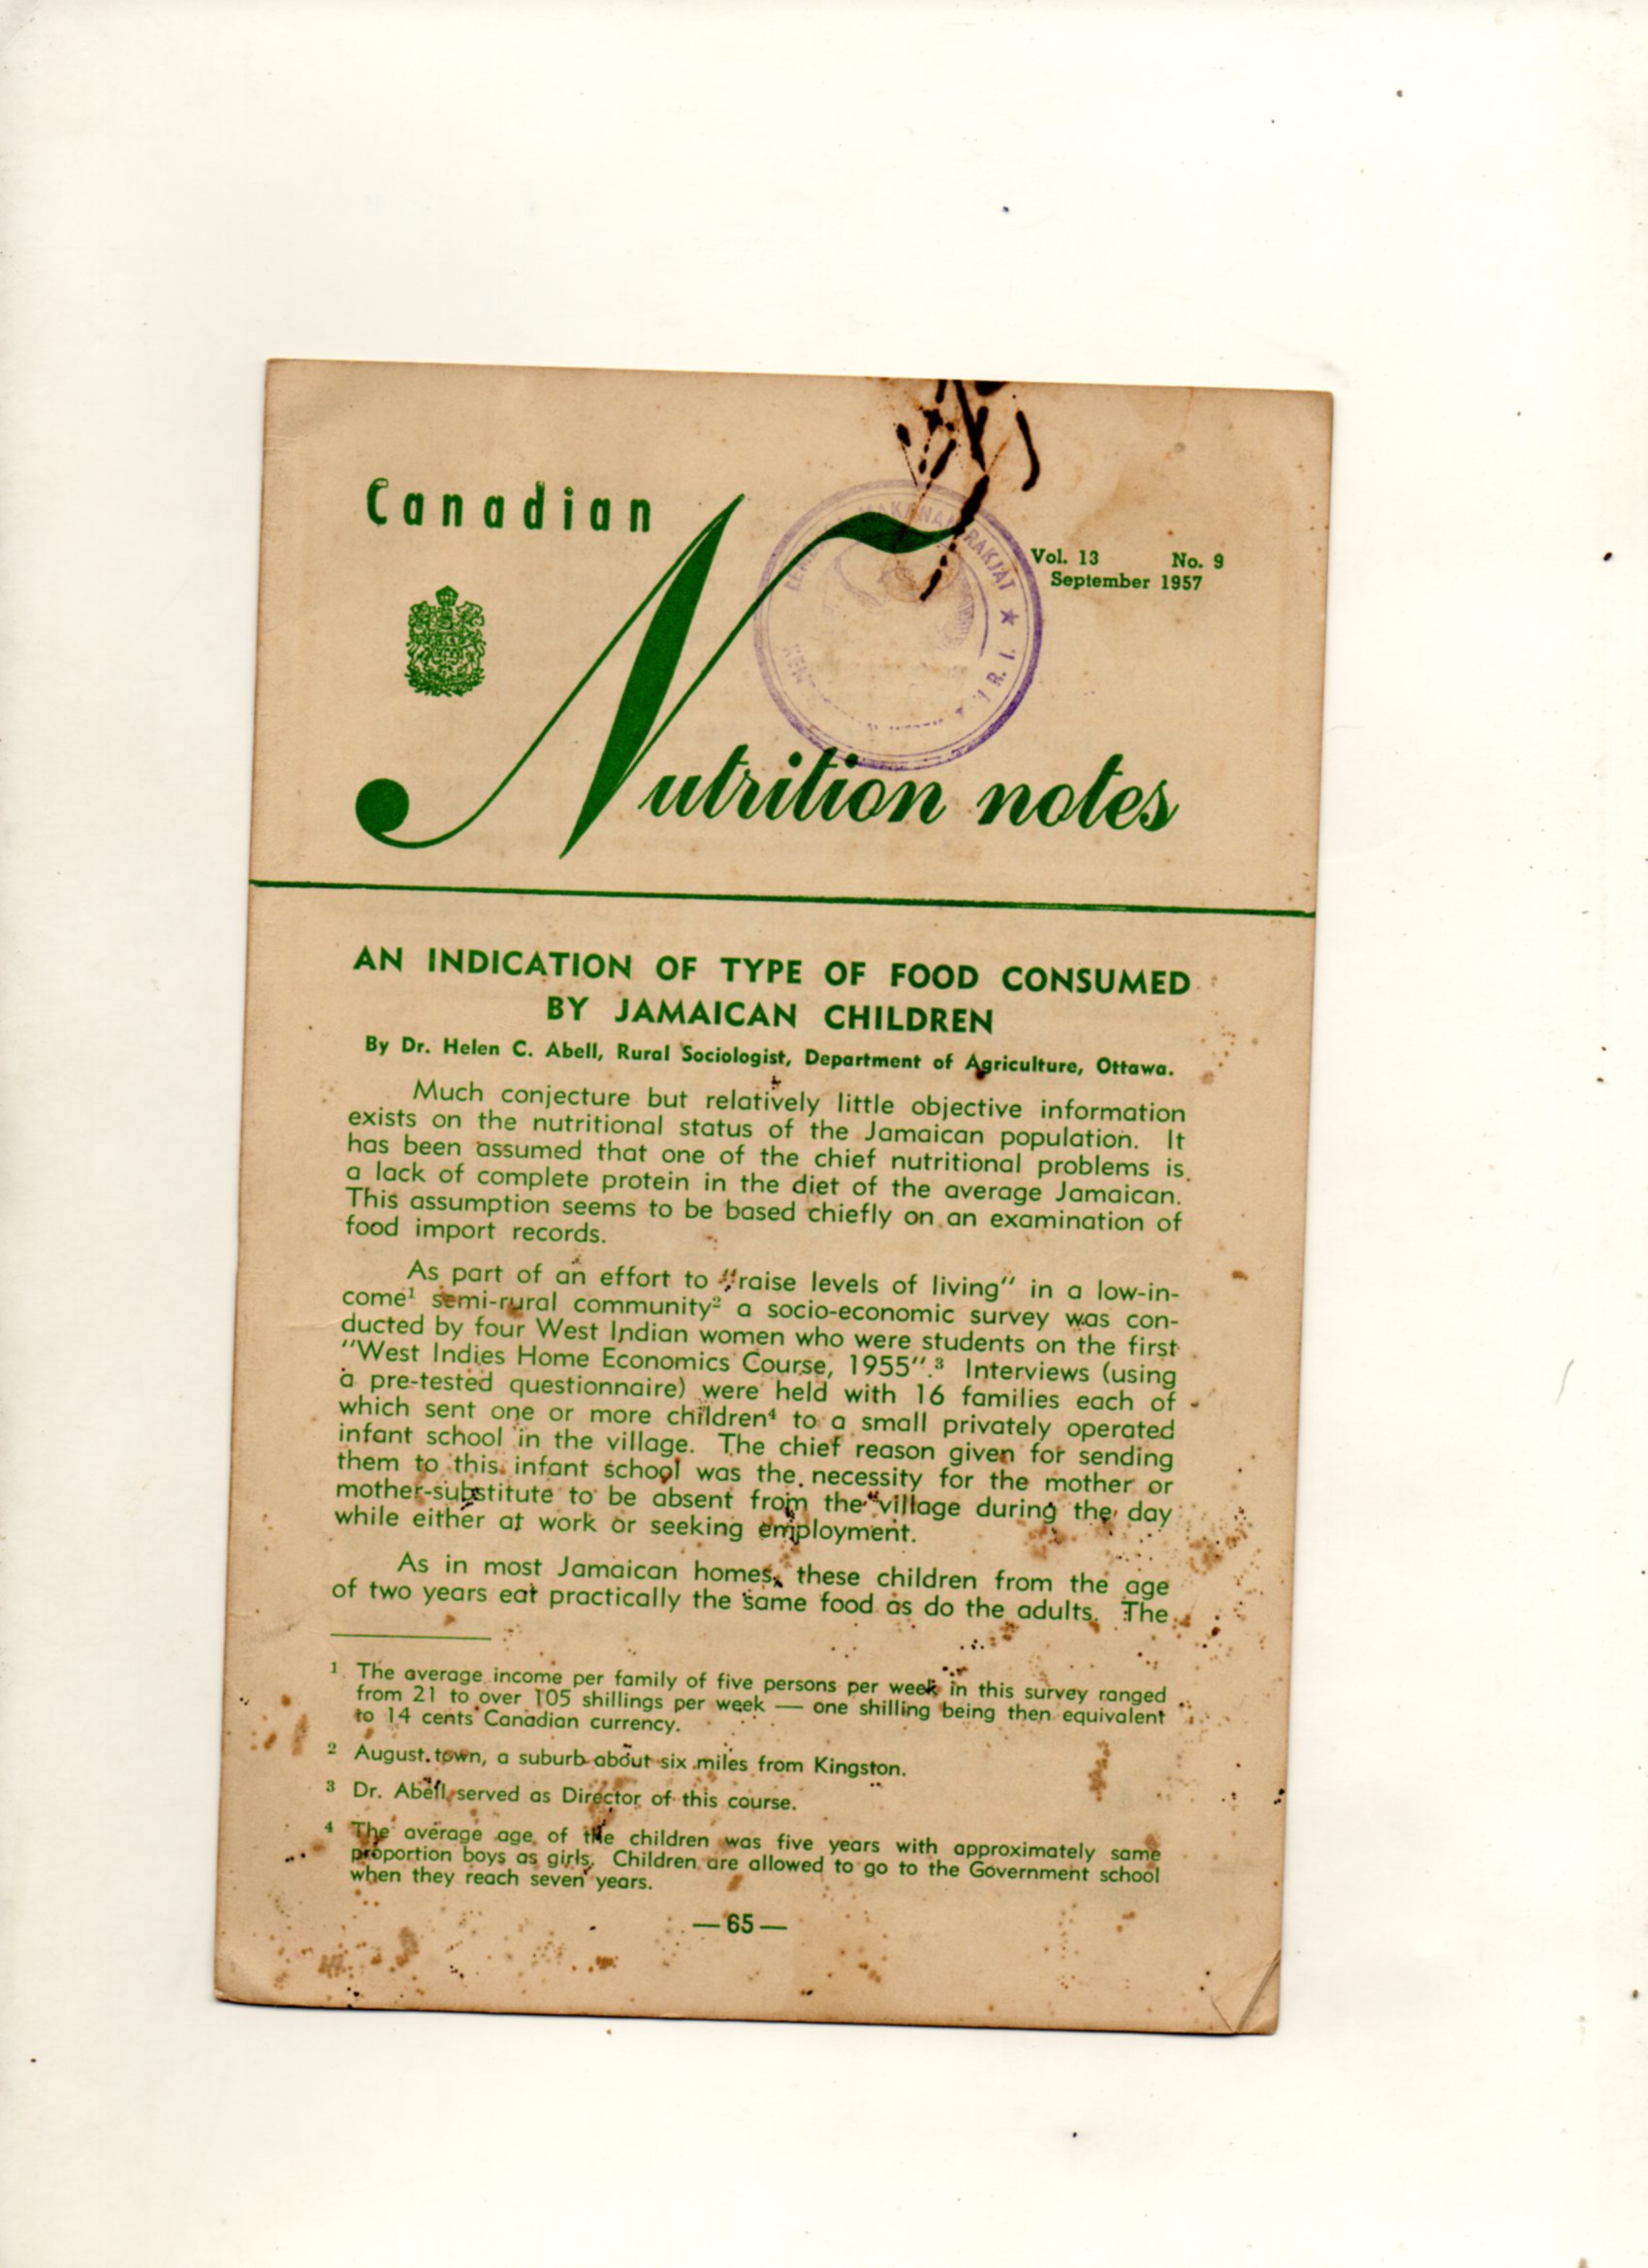 Canadian
Nutrition notes
Vol. 13 No. 9
September 1957
MAKANAN RAKJAT ★
R. I.
AN INDICATION OF TYPE OF FOOD CONSUMED
BY JAMAICAN CHILDREN
By Dr. Helen C. Abell, Rural Sociologist, Department of Agriculture, Ottawa.
Much conjecture but relatively little objective information
exists on the nutritional status of the Jamaican population. It
has been assumed that one of the chief nutritional problems is
a lack of complete protein in the diet of the average Jamaican.
This assumption seems to be based chiefly on an examination of
food import records.
As part of an effort to "raise levels of living" in a low-in-
come¹ semi-rural community² a socio-economic survey was con-
ducted by four West Indian women who were students on the first
"West Indies Home Economics Course, 1955".³ Interviews (using
a pre-tested questionnaire) were held with 16 families each of
which sent one or more children⁴ to a small privately operated
infant school in the village. The chief reason given for sending
them to this infant school was the necessity for the mother or
mother-substitute to be absent from the village during the day
while either at work or seeking employment.
As in most Jamaican homes, these children from the age
of two years eat practically the same food as do the adults. The
1 The average income per family of five persons per week in this survey ranged
from 21 to over 105 shillings per week — one shilling being then equivalent
to 14 cents Canadian currency.
2 August town, a suburb about six miles from Kingston.
3 Dr. Abell served as Director of this course.
4 The average age of the children was five years with approximately same
proportion boys as girls. Children are allowed to go to the Government school
when they reach seven years.
— 65 —